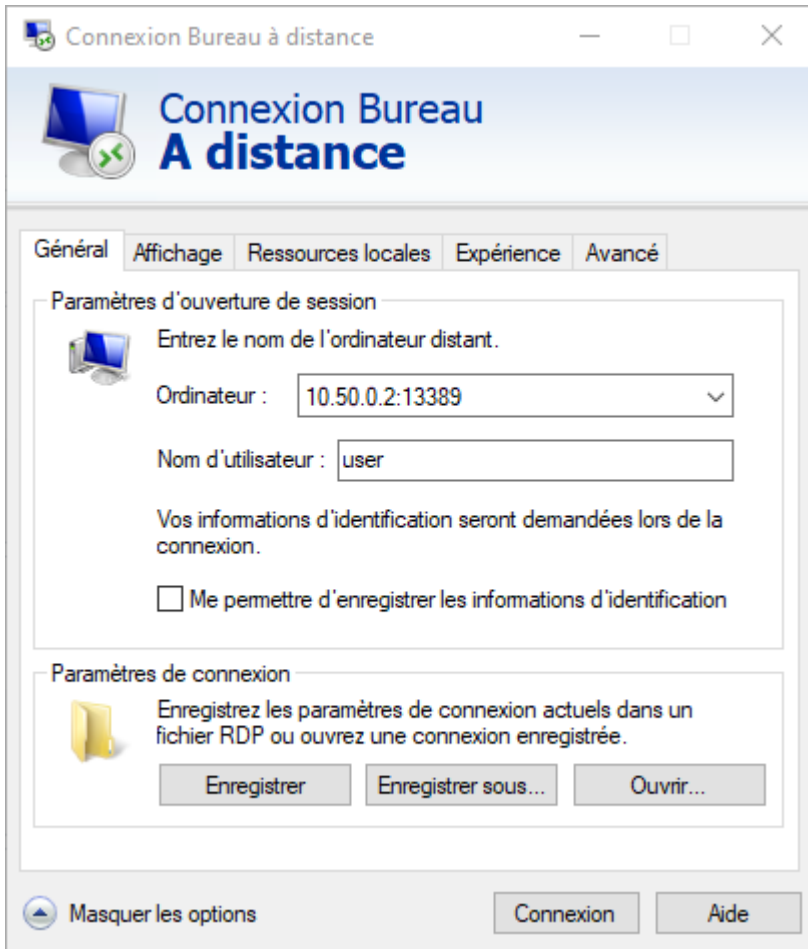 Connexion Bureau à distance
Connexion Bureau
A distance
Général Affichage Ressources locales Expérience Avancé
Paramètres d'ouverture de session
Entrez le nom de l'ordinateur distant.
Ordinateur : 10.50.0.2:13389
Nom d'utilisateur : user
Vos informations d'identification seront demandées lors de la
connexion.
Me permettre d'enregistrer les informations d'identification
Paramètres de connexion
Enregistrez les paramètres de connexion actuels dans un
fichier RDP ou ouvrez une connexion enregistrée.
Enregistrer Enregistrer sous... Ouvrir...
Masquer les options Connexion Aide